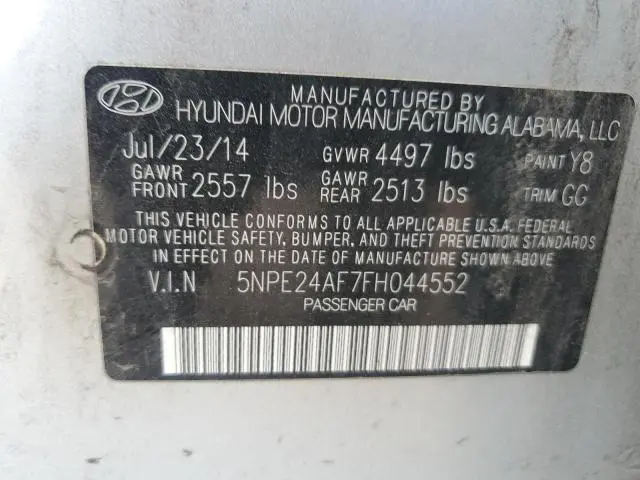 MANUFACTURED BY
HYUNDAI MOTOR MANUFACTURING ALABAMA, LLC
Jul/23/14 GVWR 4497 lbs PAINT Y8
GAWR FRONT 2557 lbs GAWR REAR 2513 lbs TRIM GG
THIS VEHICLE CONFORMS TO ALL APPLICABLE U.S.A. FEDERAL
MOTOR VEHICLE SAFETY, BUMPER, AND THEFT PREVENTION STANDARDS
IN EFFECT ON THE DATE OF MANUFACTURE SHOWN ABOVE.
V.I.N 5NPE24AF7FH044552
PASSENGER CAR